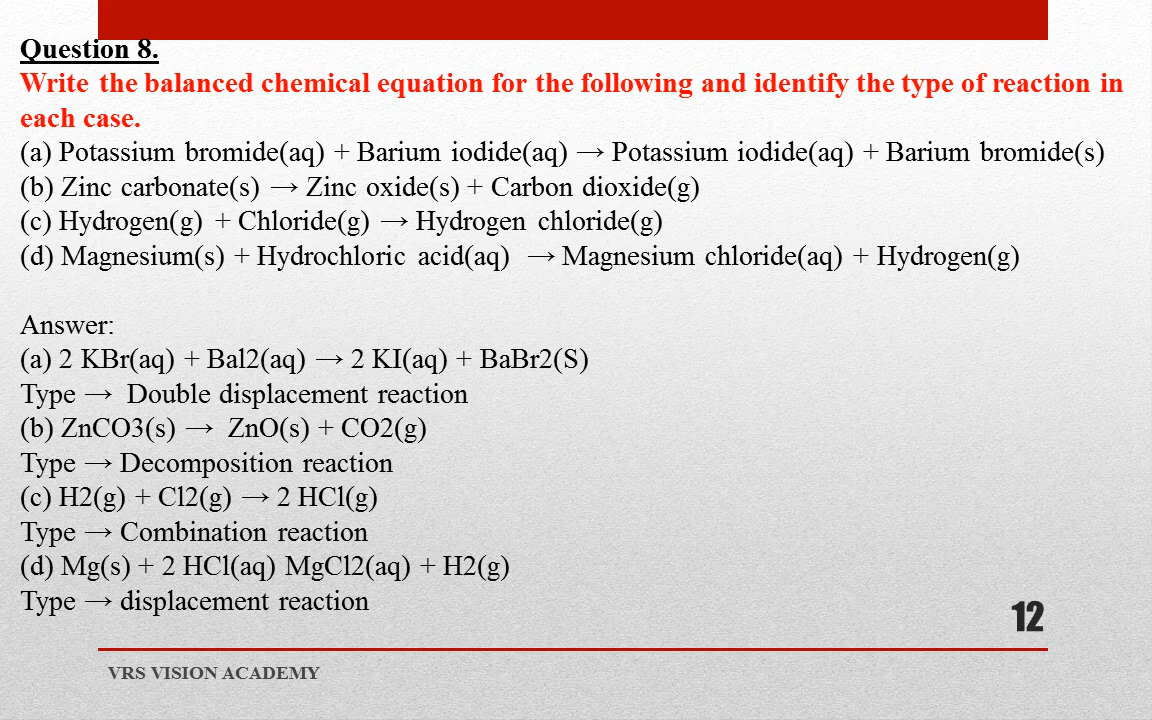 Question 8.
Write the balanced chemical equation for the following and identify the type of reaction in
each case.
(a) Potassium bromide(aq) + Barium iodide(aq) → Potassium iodide(aq) + Barium bromide(s)
(b) Zinc carbonate(s) → Zinc oxide(s) + Carbon dioxide(g)
(c) Hydrogen(g) + Chloride(g) → Hydrogen chloride(g)
(d) Magnesium(s) + Hydrochloric acid(aq) → Magnesium chloride(aq) + Hydrogen(g)
Answer:
(a) 2 KBr(aq) + Bal2(aq) → 2 KI(aq) + BaBr2(S)
Type → Double displacement reaction
(b) ZnCO3(s) → ZnO(s) + CO2(g)
Type → Decomposition reaction
(c) H2(g) + Cl2(g) → 2 HCl(g)
Type → Combination reaction
(d) Mg(s) + 2 HCl(aq) MgCl2(aq) + H2(g)
Type → displacement reaction
12
VRS VISION ACADEMY